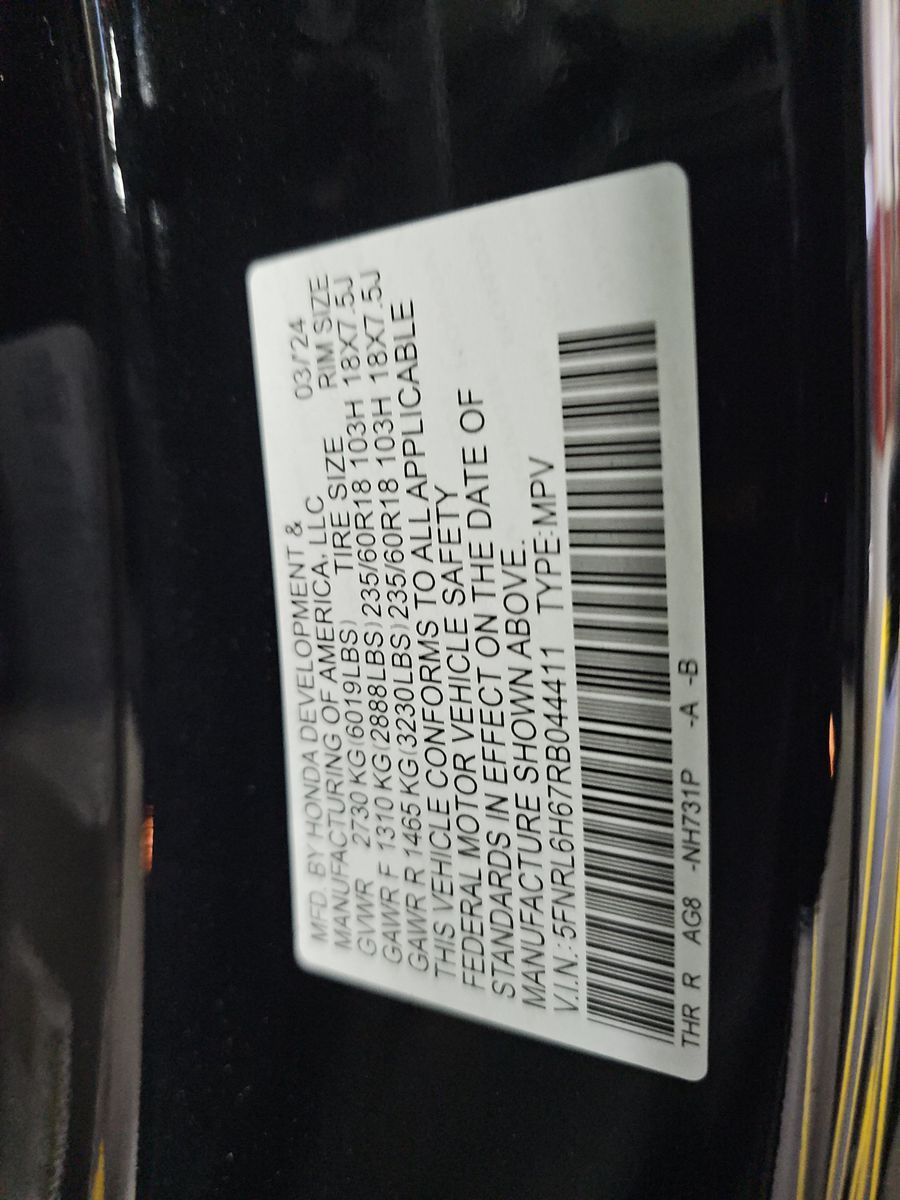 MFD. BY HONDA DEVELOPMENT & 03/'24
MANUFACTURING OF AMERICA, LLC
TIRE SIZE RIM SIZE
GVWR 2730 KG(6019LBS)
GAWR F 1310 KG(2888LBS) 235/60R18 103H 18X7.5J
GAWR R 1465 KG(3230LBS) 235/60R18 103H 18X7.5J
THIS VEHICLE CONFORMS TO ALL APPLICABLE
FEDERAL MOTOR VEHICLE SAFETY
STANDARDS IN EFFECT ON THE DATE OF
MANUFACTURE SHOWN ABOVE.
V.I.N.: 5FNRL6H67RB04411 TYPE:MPV
THR R AG8 -NH731P -A -B